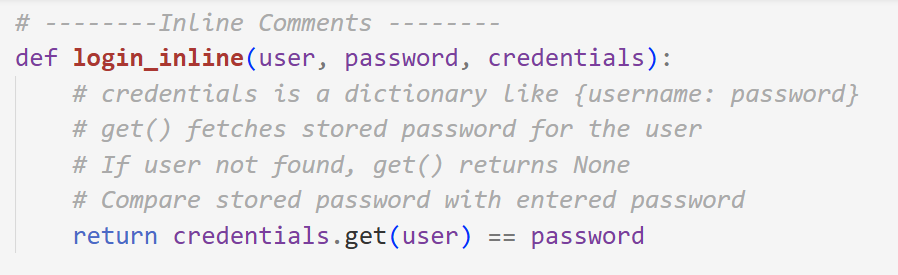 # --------Inline Comments --------
def login_inline(user, password, credentials):
# credentials is a dictionary like {username: password}
# get() fetches stored password for the user
# If user not found, get() returns None
# Compare stored password with entered password
return credentials.get(user) == password